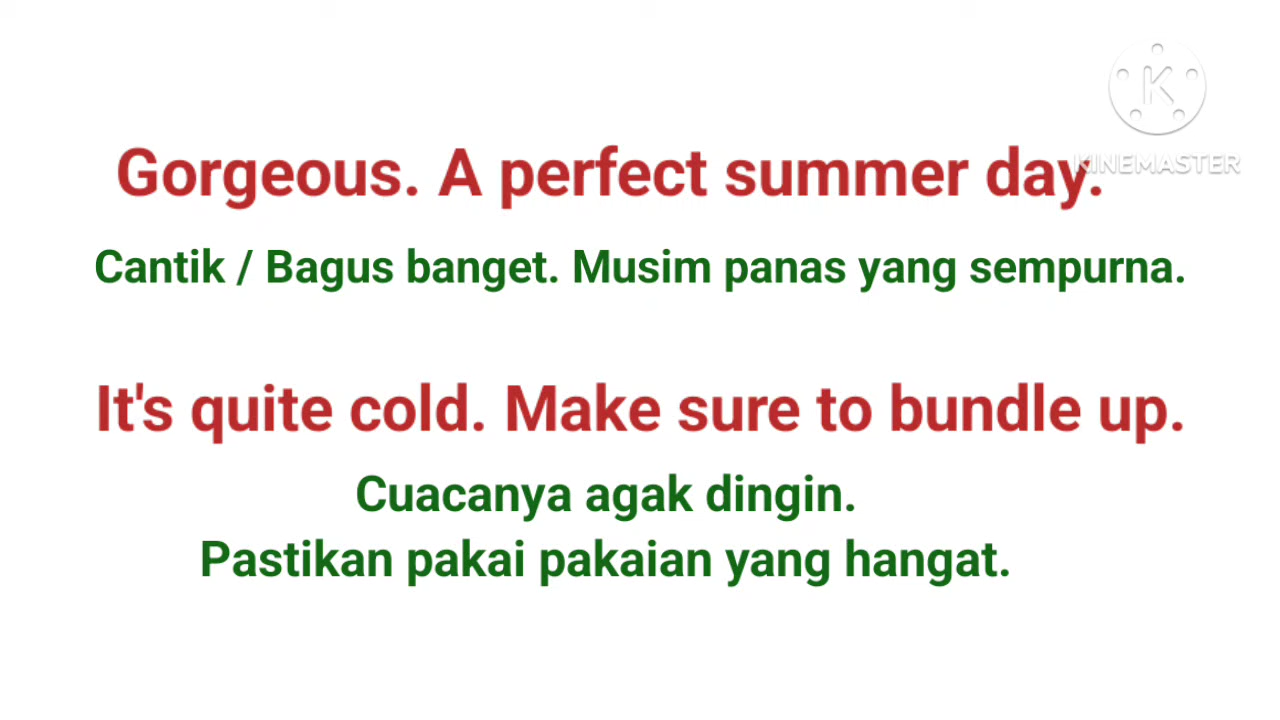 K
KINEMASTER
Gorgeous. A perfect summer day.
Cantik / Bagus banget. Musim panas yang sempurna.
It's quite cold. Make sure to bundle up.
Cuacanya agak dingin.
Pastikan pakai pakaian yang hangat.